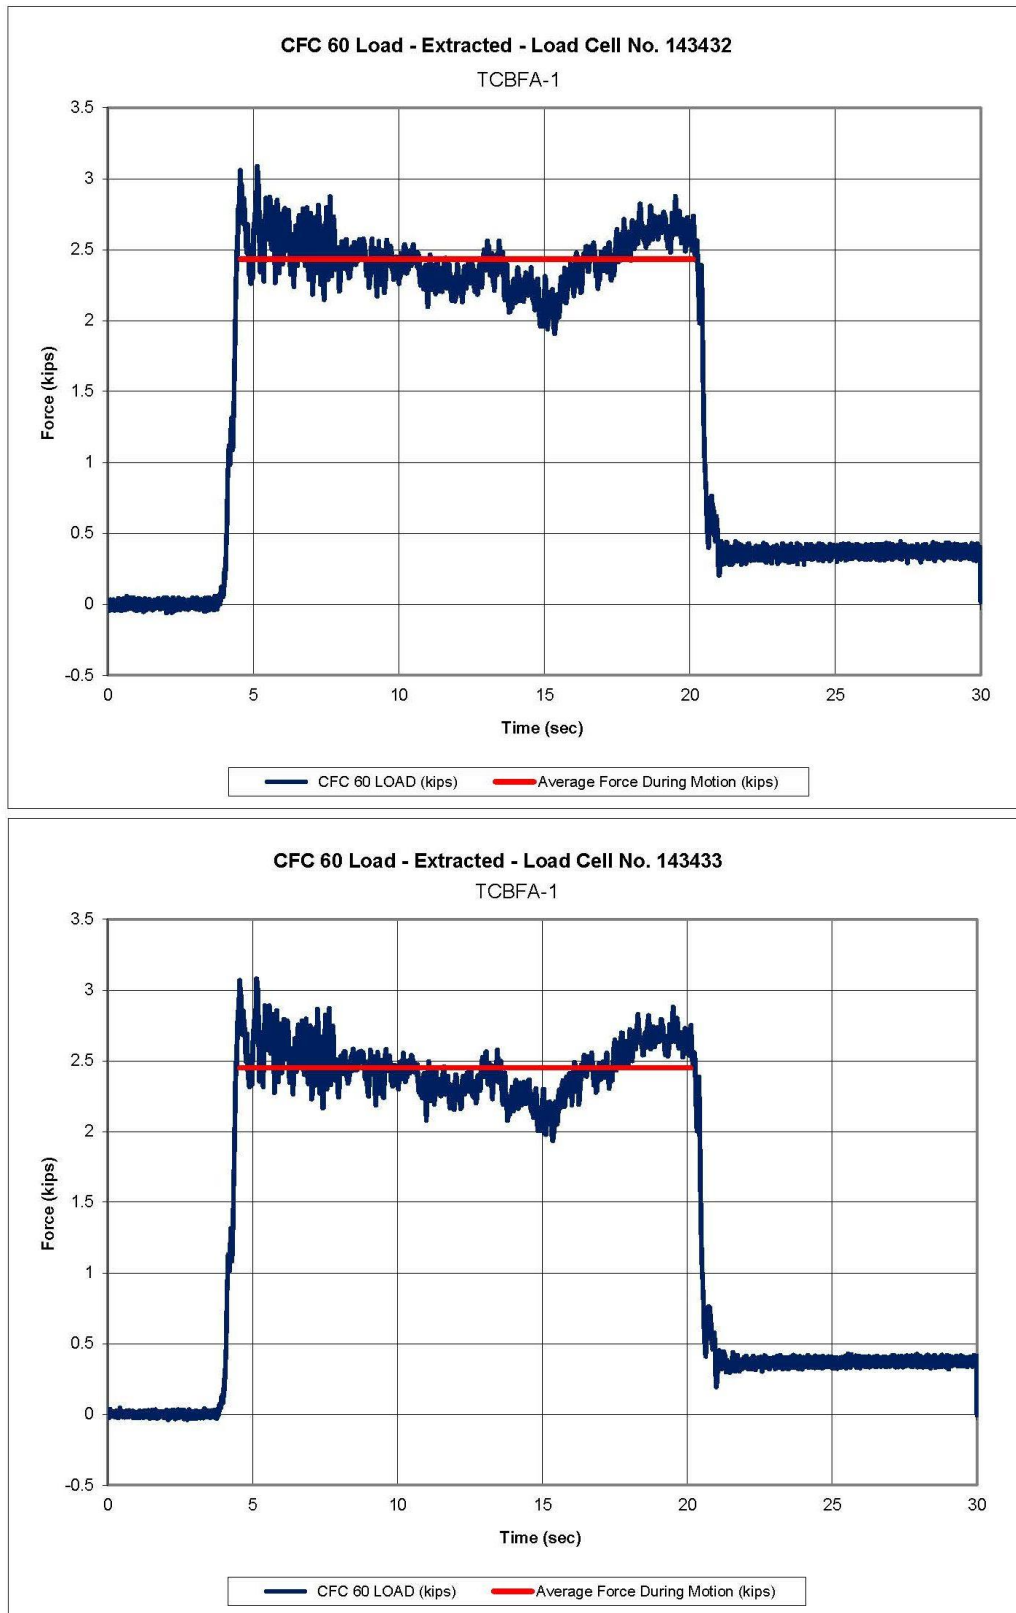 CFC 60 Load - Extracted - Load Cell No. 143432
TCBFA-1
3.5
3
2.5
2
1.5
1
0.5
0
-0.5
Force (kips)
0 5 10 15 20 25 30
Time (sec)
CFC 60 LOAD (kips) Average Force During Motion (kips)
CFC 60 Load - Extracted - Load Cell No. 143433
TCBFA-1
3.5
3
2.5
2
1.5
1
0.5
0
-0.5
Force (kips)
0 5 10 15 20 25 30
Time (sec)
CFC 60 LOAD (kips) Average Force During Motion (kips)